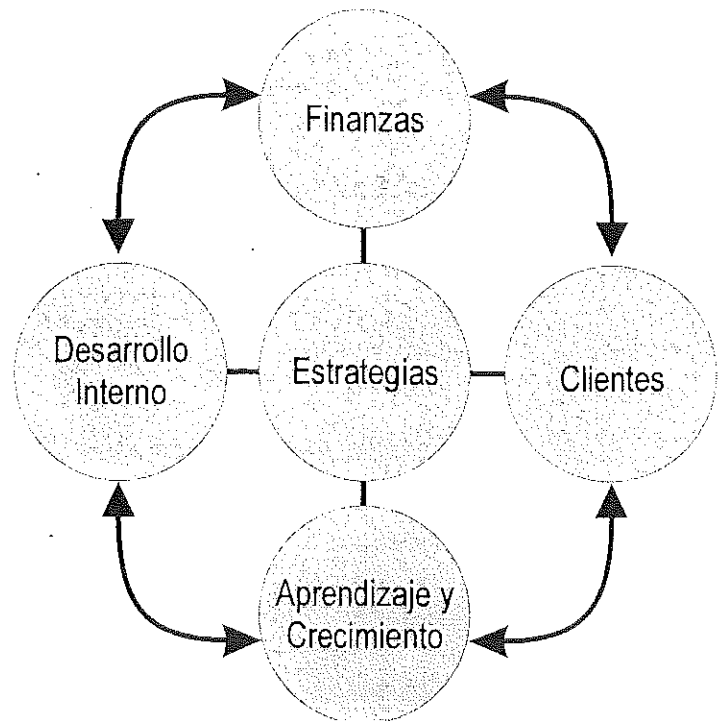 Finanzas
Desarrollo
Interno
Estrategias
Clientes
Aprendizaje y
Crecimiento